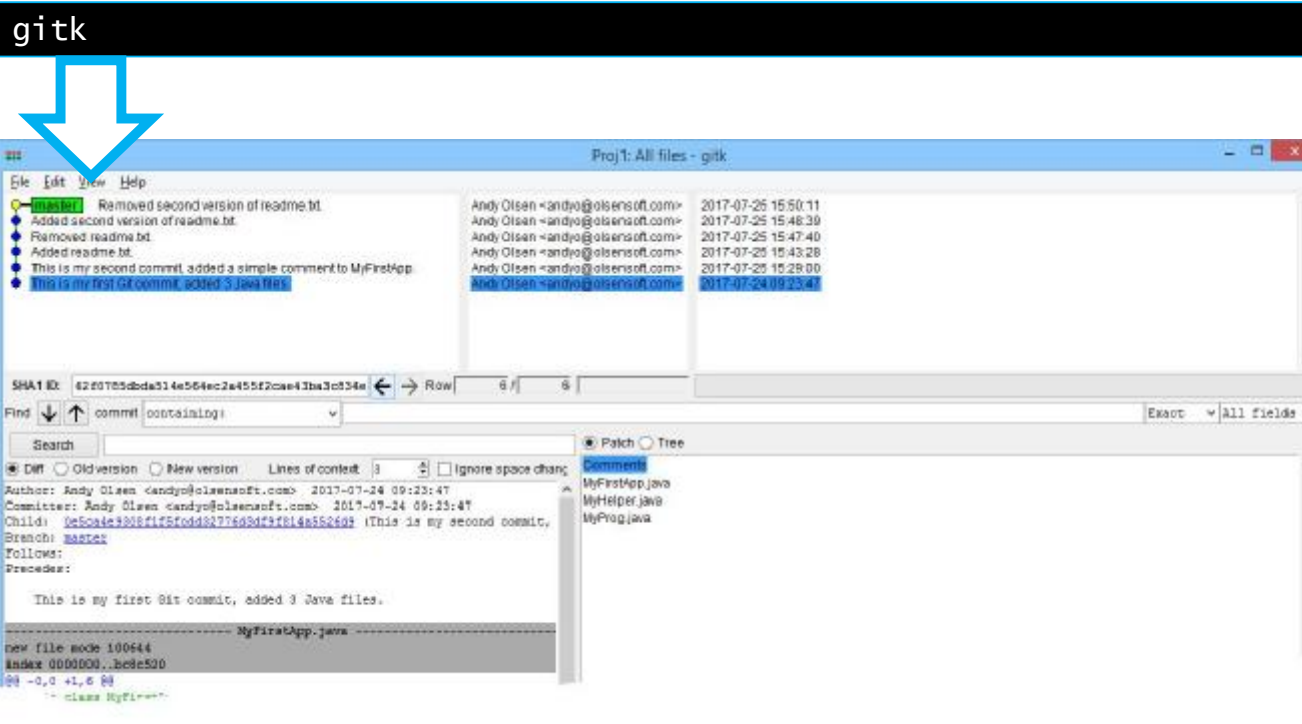 gitk
Proj1: All files - gitk
File Edit View Help
master Removed second version of readme.txt. Andy Olsen <andyo@olsensoft.com> 2017-07-25 15:50:11
Added second version of readme.txt. Andy Olsen <andyo@olsensoft.com> 2017-07-25 15:48:39
Removed readme.txt. Andy Olsen <andyo@olsensoft.com> 2017-07-25 15:47:40
Added readme.txt. Andy Olsen <andyo@olsensoft.com> 2017-07-25 15:43:28
This is my second commit, added a simple comment to MyFirstApp. Andy Olsen <andyo@olsensoft.com> 2017-07-25 15:29:00
This is my first Git commit, added 3 Java files. Andy Olsen <andyo@olsensoft.com> 2017-07-24 09:23:47
SHA1 ID: Row 6 / 6
Find commit containing: Exact All fields
Search Patch Tree
Diff Old version New version Lines of context 3 Ignore space chang
Comments
MyFirstApp.java
MyHelper.java
MyProg.java
Author: Andy Olsen <andyo@olsensoft.com> 2017-07-24 09:23:47
Committer: Andy Olsen <andyo@olsensoft.com> 2017-07-24 09:23:47
Child: (This is my second commit,
Branch: master
Follows:
Precedes:
This is my first Git commit, added 3 Java files.
MyFirstApp.java
new file mode 100644
index 0000000..bc8c520
@@ -0,0 +1,6 @@
class